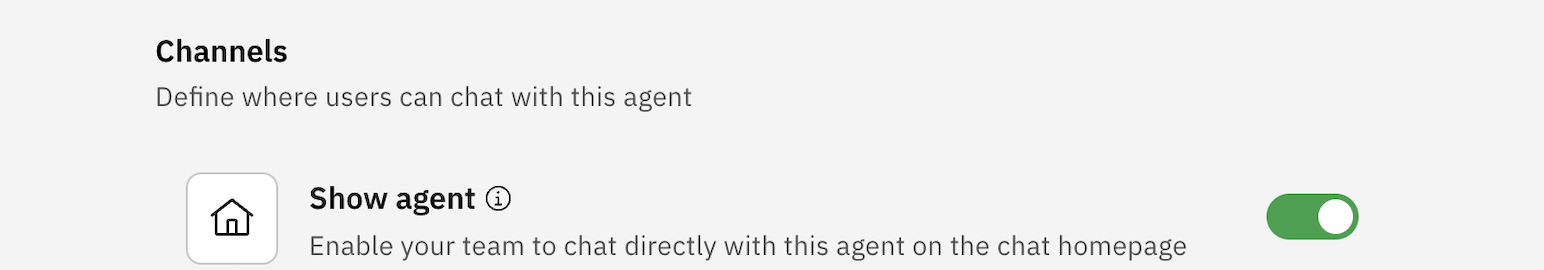 Channels
Define where users can chat with this agent
Show agent
Enable your team to chat directly with this agent on the chat homepage